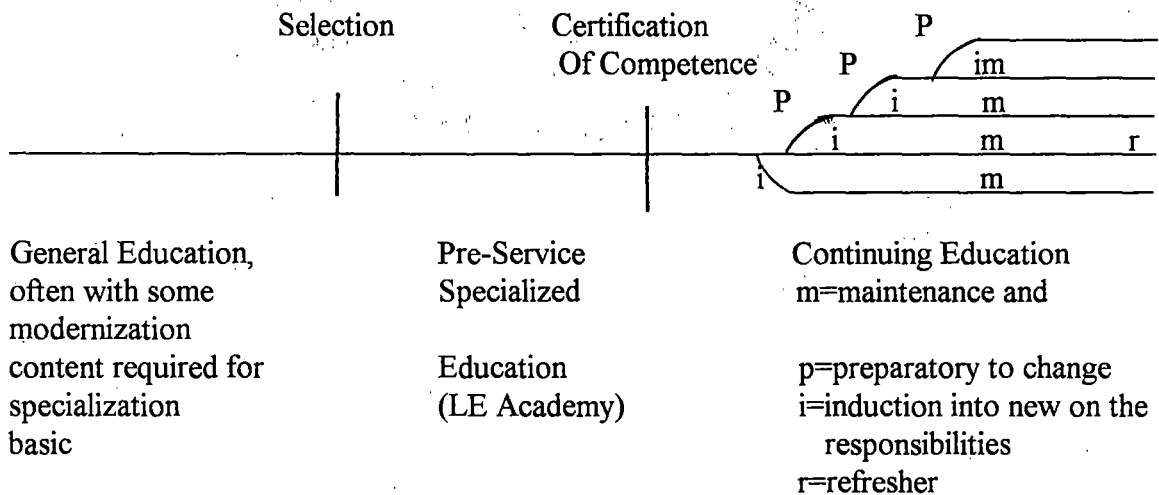 Selection
Certification
Of Competence
P
P
P
im
i
m
i
m
r
i
m
General Education,
often with some
modernization
content required for
specialization
basic
Pre-Service
Specialized
Education
(LE Academy)
Continuing Education
m=maintenance and
p=preparatory to change
i=induction into new on the
responsibilities
r=refresher